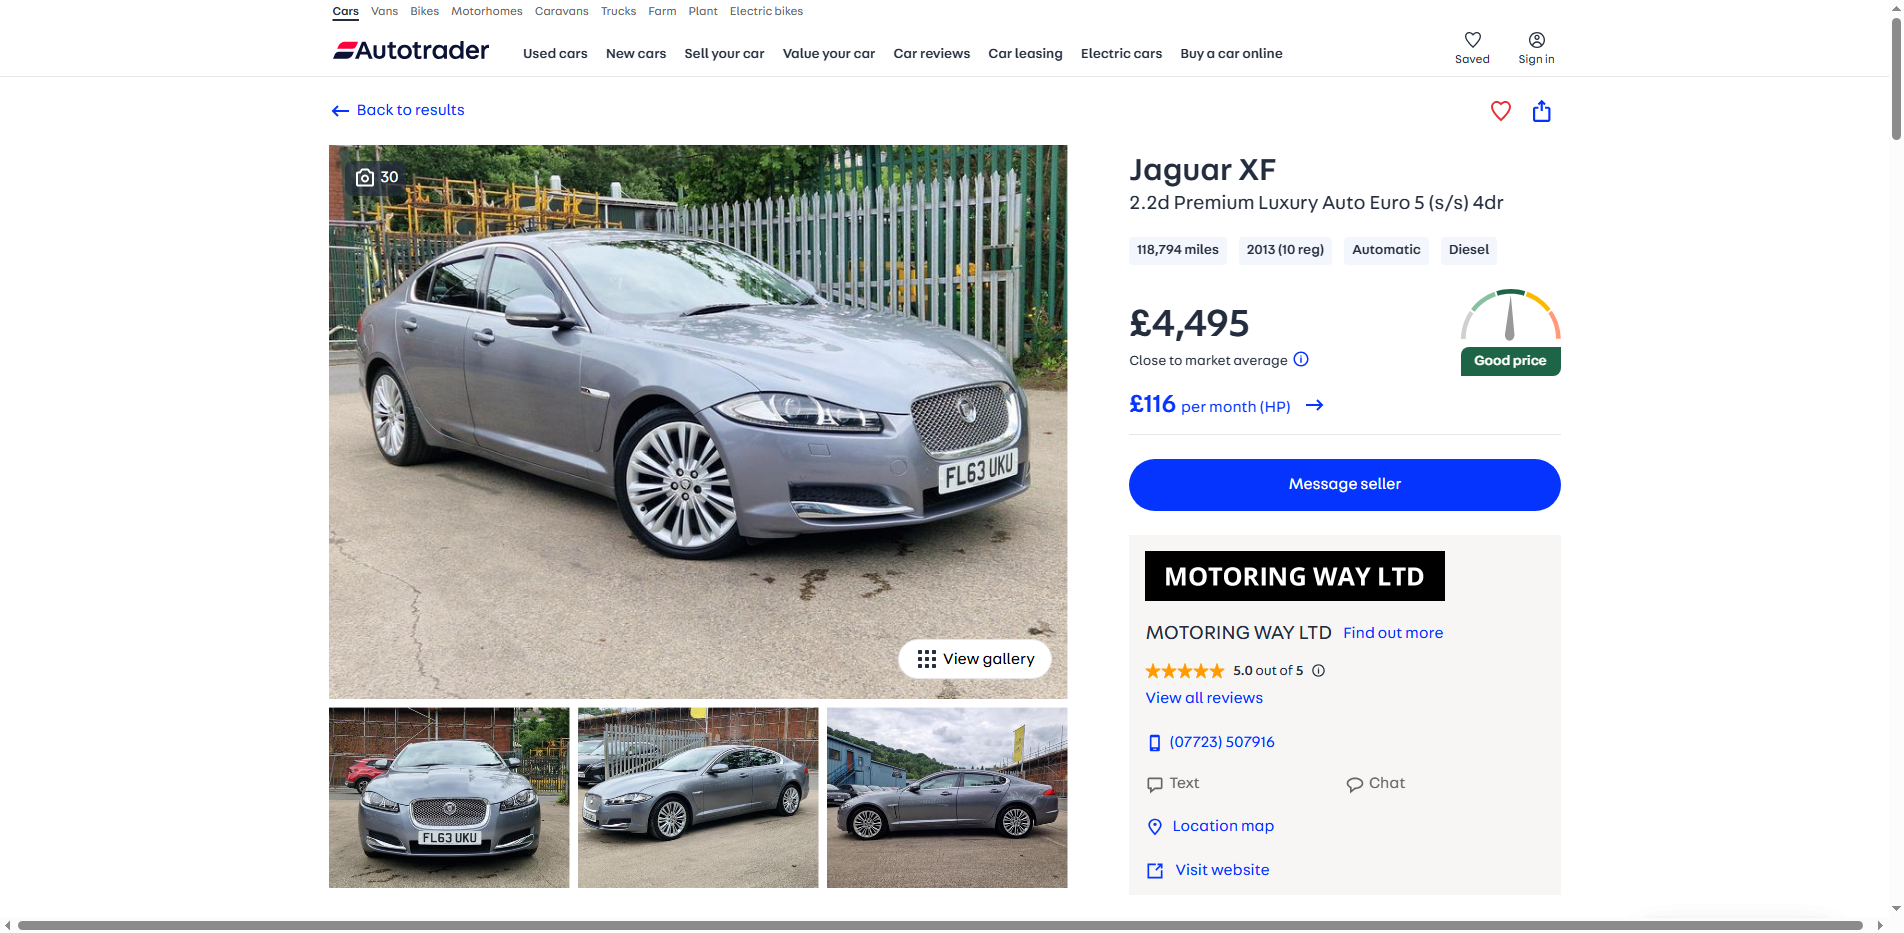 Cars Vans Bikes Motorhomes Caravans Trucks Farm Plant Electric bikes
Autotrader
Used cars New cars Sell your car Value your car Car reviews Car leasing Electric cars Buy a car online
Saved Sign in
Back to results
30
FL63 UKU
View gallery
FL63 UKU
Jaguar XF
2.2d Premium Luxury Auto Euro 5 (s/s) 4dr
118,794 miles 2013 (10 reg) Automatic Diesel
£4,495
Close to market average
Good price
£116 per month (HP)
Message seller
MOTORING WAY LTD
MOTORING WAY LTD Find out more
5.0 out of 5
View all reviews
(07723) 507916
Text Chat
Location map
Visit website